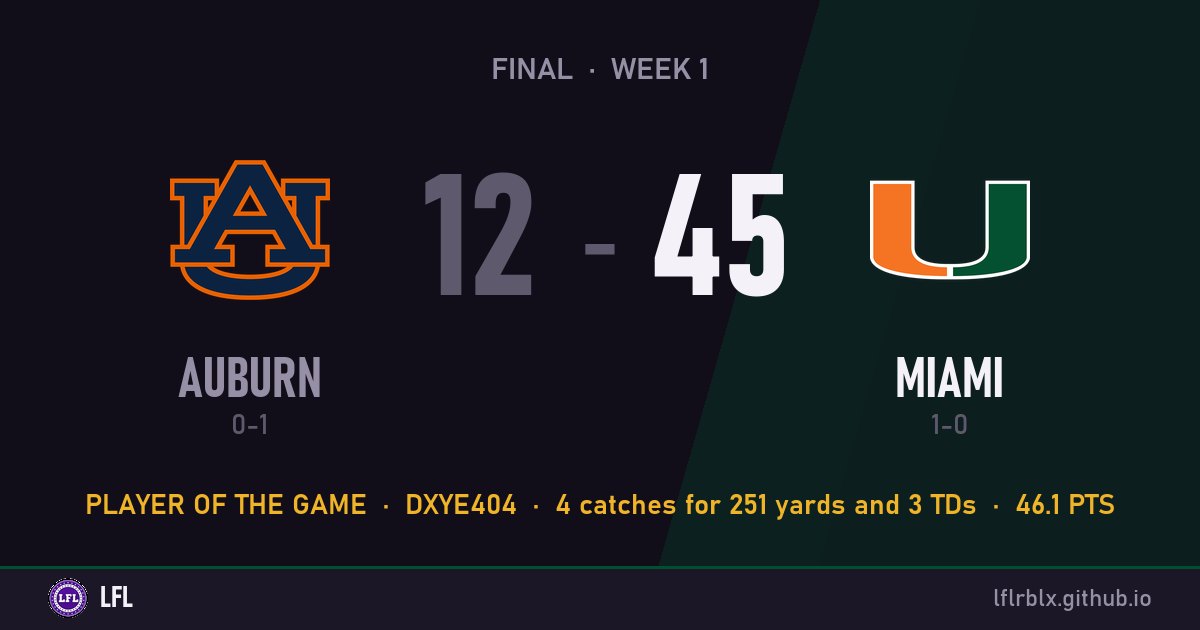 FINAL · WEEK 1
AU
12 - 45
U
AUBURN
0-1
MIAMI
1-0
PLAYER OF THE GAME · DXYE404 · 4 catches for 251 yards and 3 TDs · 46.1 PTS
LFL
LFL
lflrblx.github.io